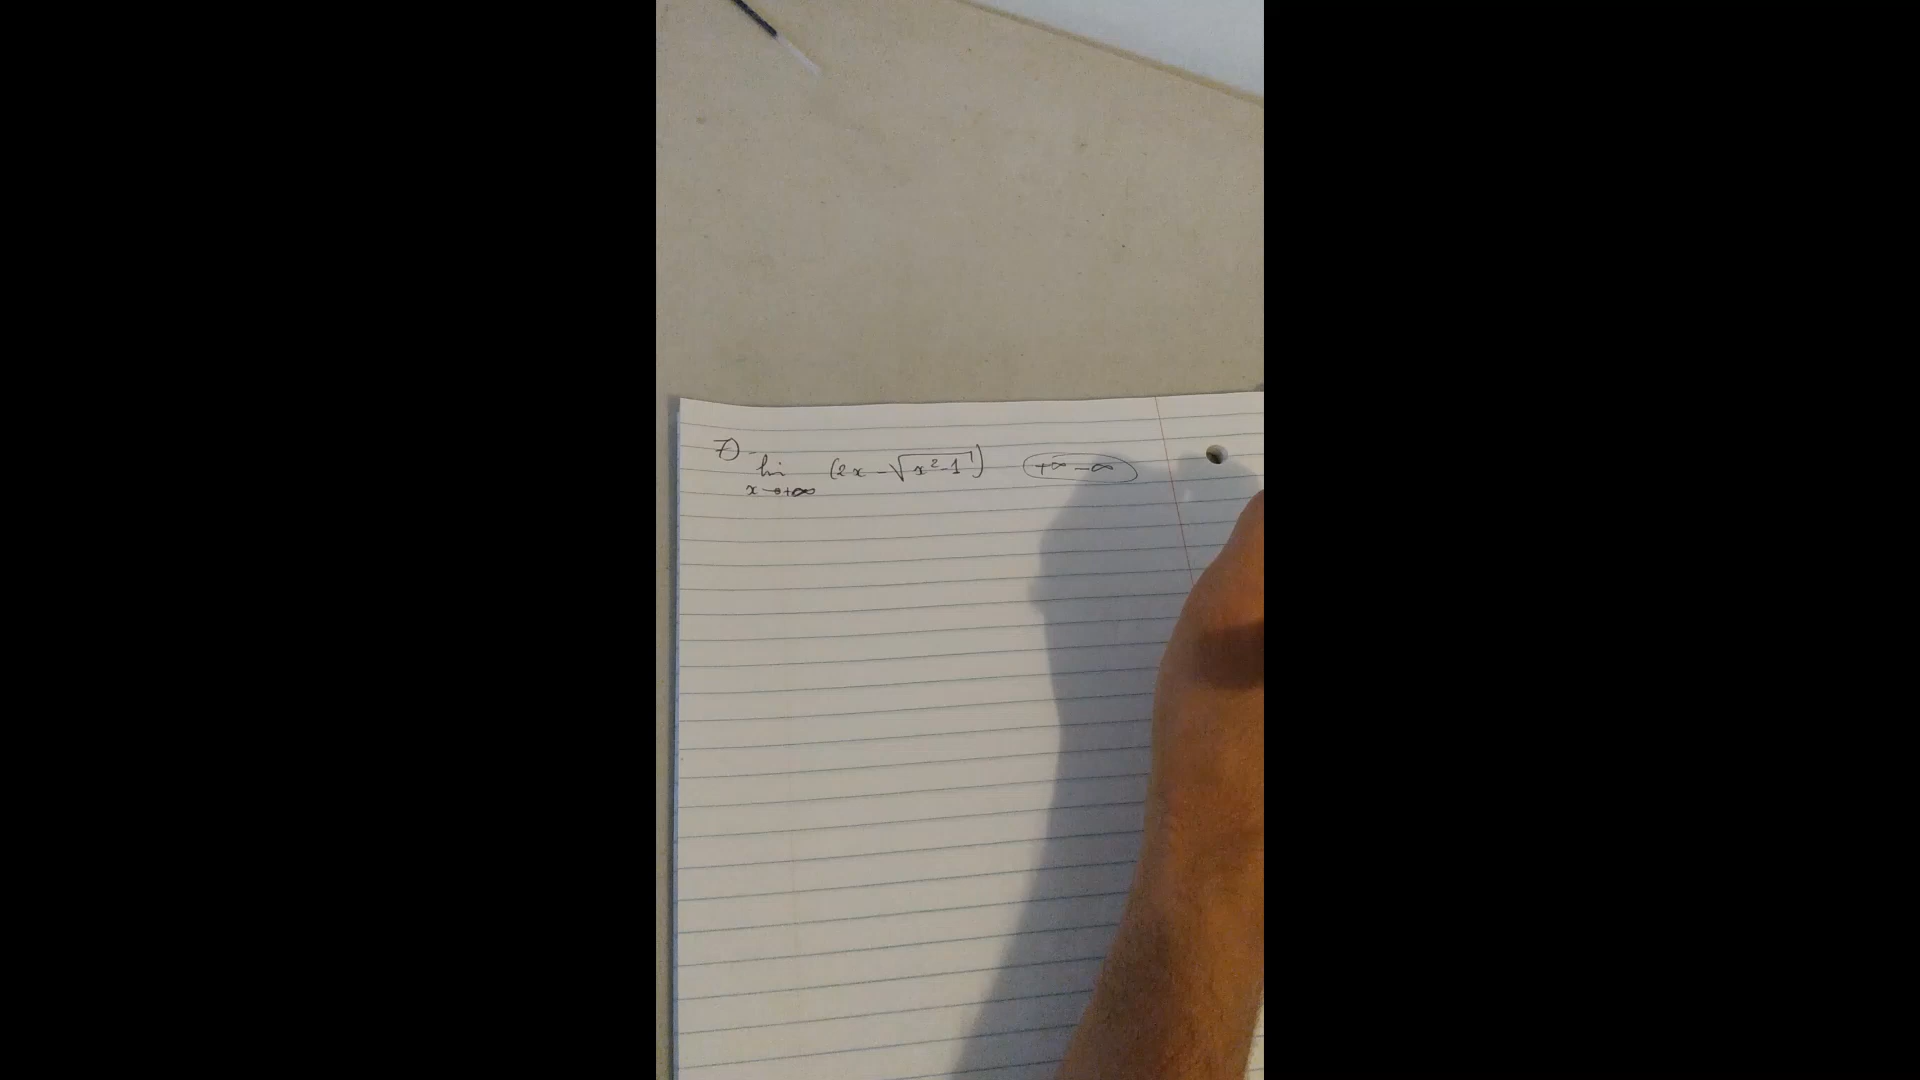 7) lim x→+∞ (2x - √(x²-1)) +∞ -∞